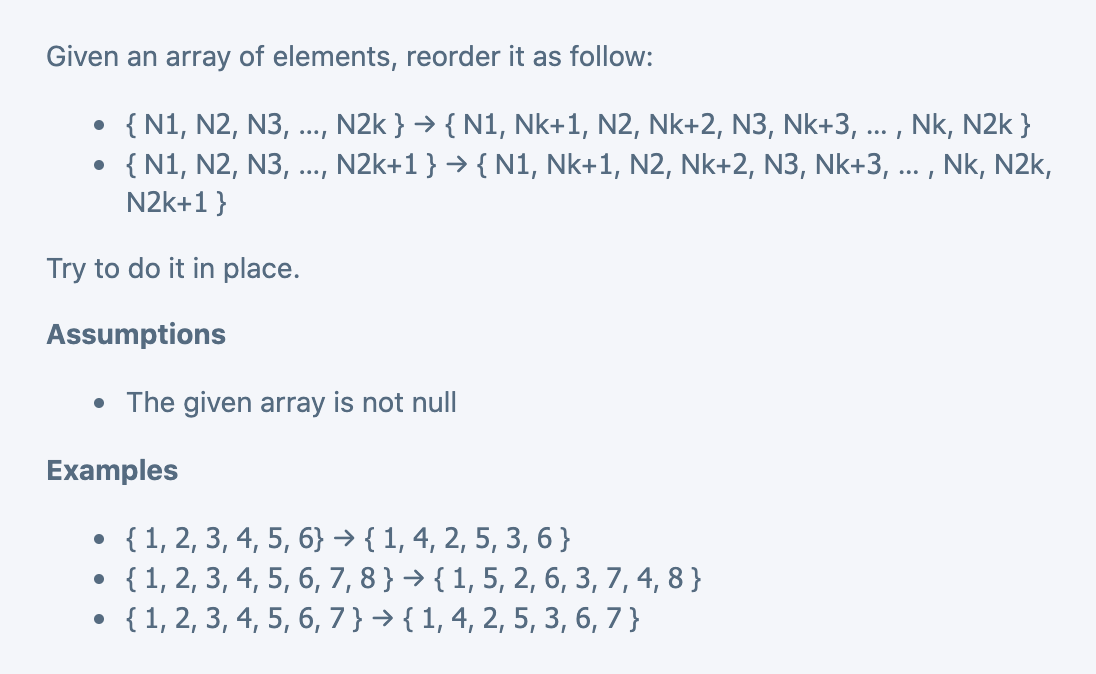 Given an array of elements, reorder it as follow:
• { N1, N2, N3, ..., N2k } → { N1, Nk+1, N2, Nk+2, N3, Nk+3, ... , Nk, N2k }
• { N1, N2, N3, ..., N2k+1 } → { N1, Nk+1, N2, Nk+2, N3, Nk+3, ... , Nk, N2k,
N2k+1 }
Try to do it in place.
Assumptions
• The given array is not null
Examples
• { 1, 2, 3, 4, 5, 6} → { 1, 4, 2, 5, 3, 6 }
• { 1, 2, 3, 4, 5, 6, 7, 8 } → { 1, 5, 2, 6, 3, 7, 4, 8 }
• { 1, 2, 3, 4, 5, 6, 7 } → { 1, 4, 2, 5, 3, 6, 7 }